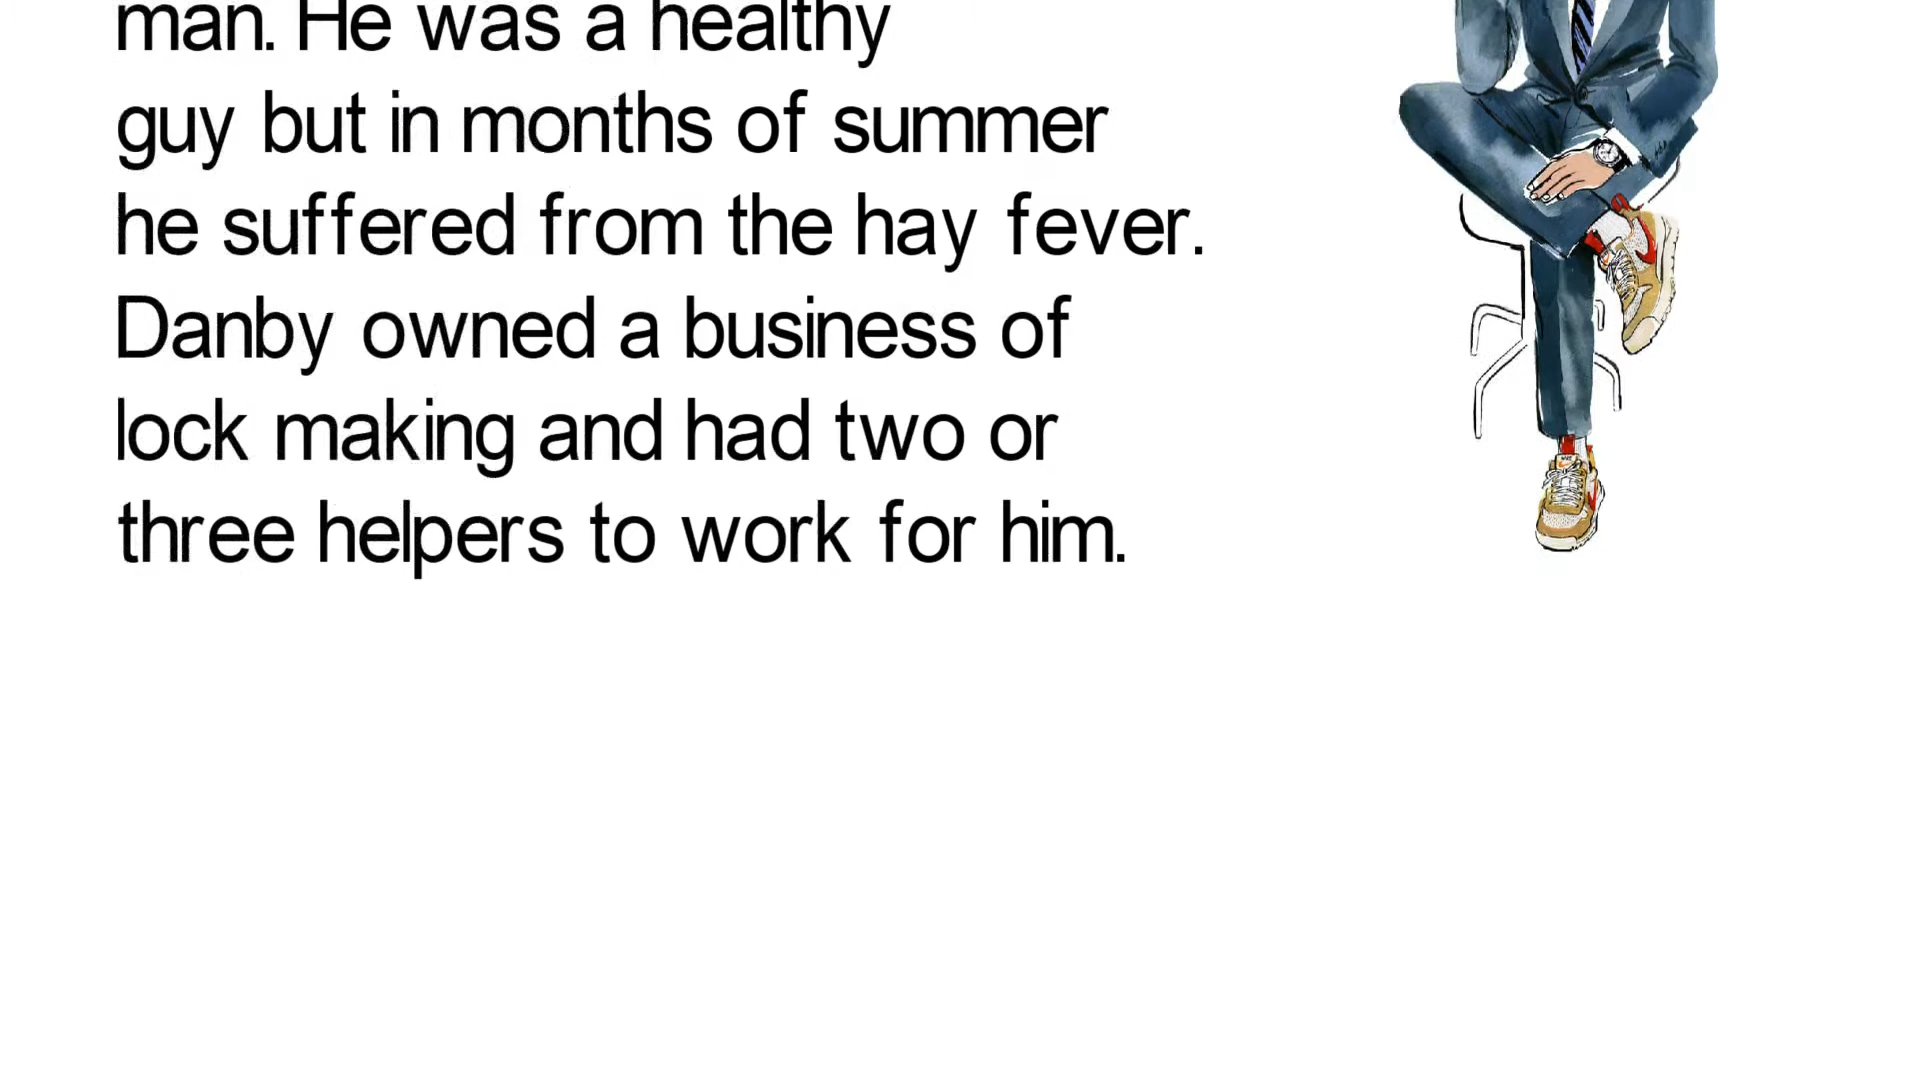 man. He was a healthy
guy but in months of summer
he suffered from the hay fever.
Danby owned a business of
lock making and had two or
three helpers to work for him.